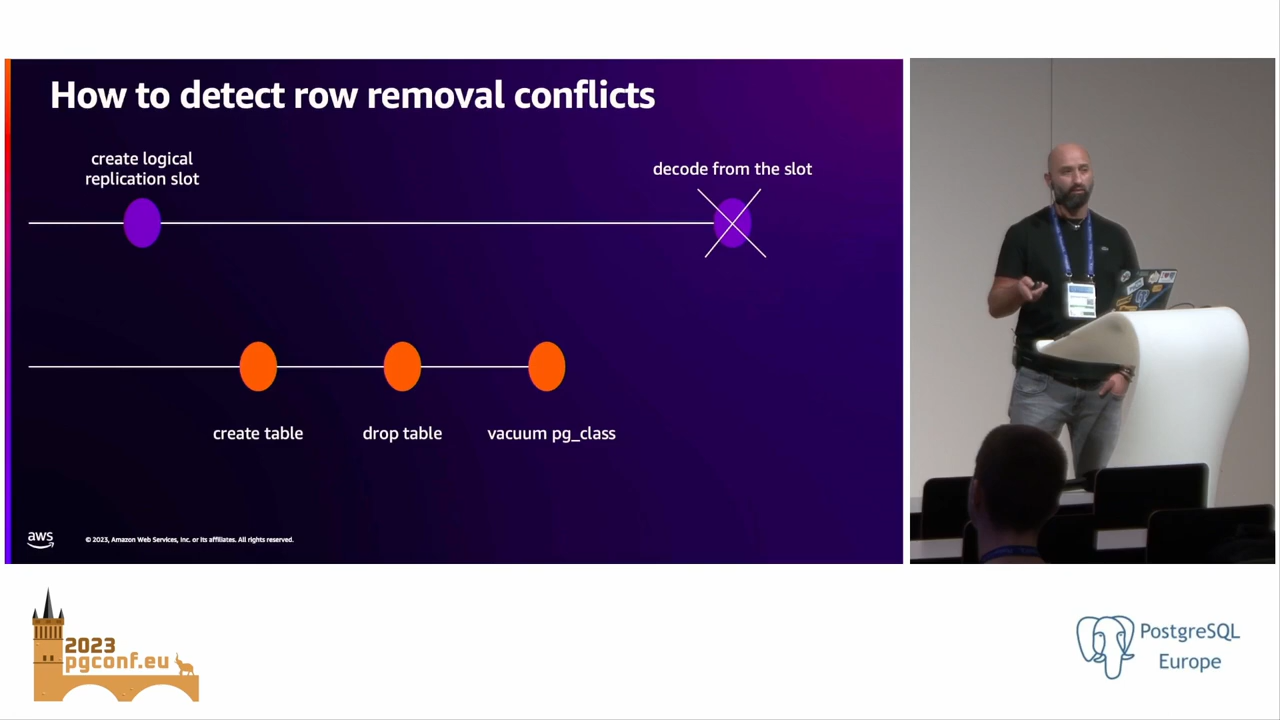 How to detect row removal conflicts
create logical
replication slot
decode from the slot
create table
drop table
vacuum pg_class
aws
© 2023, Amazon Web Services, Inc. or its affiliates. All rights reserved.
2023
pgconf.eu
PostgreSQL
Europe